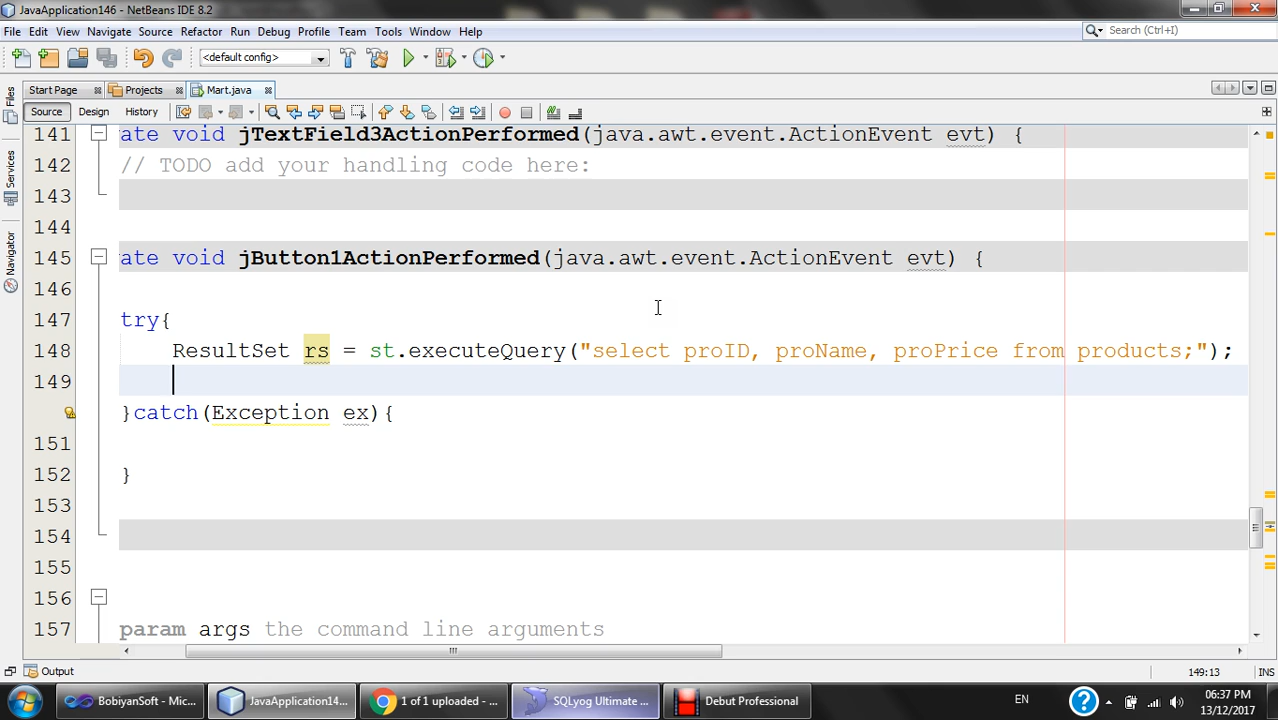 JavaApplication146 - NetBeans IDE 8.2
File Edit View Navigate Source Refactor Run Debug Profile Team Tools Window Help
Search (Ctrl+I)
<default config>
Start Page Projects Mart.java
Source Design History
Files
Services
Navigator
141 ate void jTextField3ActionPerformed(java.awt.event.ActionEvent evt) {
142 // TODO add your handling code here:
143
144
145 ate void jButton1ActionPerformed(java.awt.event.ActionEvent evt) {
146
147 try{
148 ResultSet rs = st.executeQuery("select proID, proName, proPrice from products;");
149
}catch(Exception ex){
151
152 }
153
154
155
156
157 param args the command line arguments
Output
149:13 INS
BobiyanSoft - Mic... JavaApplication14... 1 of 1 uploaded - ... SQLyog Ultimate ... Debut Professional
EN
06:37 PM
13/12/2017